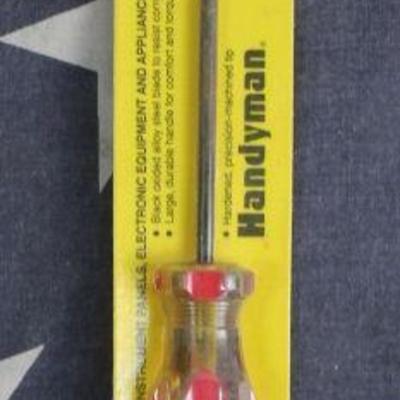 INSTRUMENT PANELS, ELECTRONIC EQUIPMENT AND APPLIANC
• Black oxided alloy steel blade to resist corr
• Large, durable handle for comfort and torqu
• Hardened, precision-machined tip
Handyman